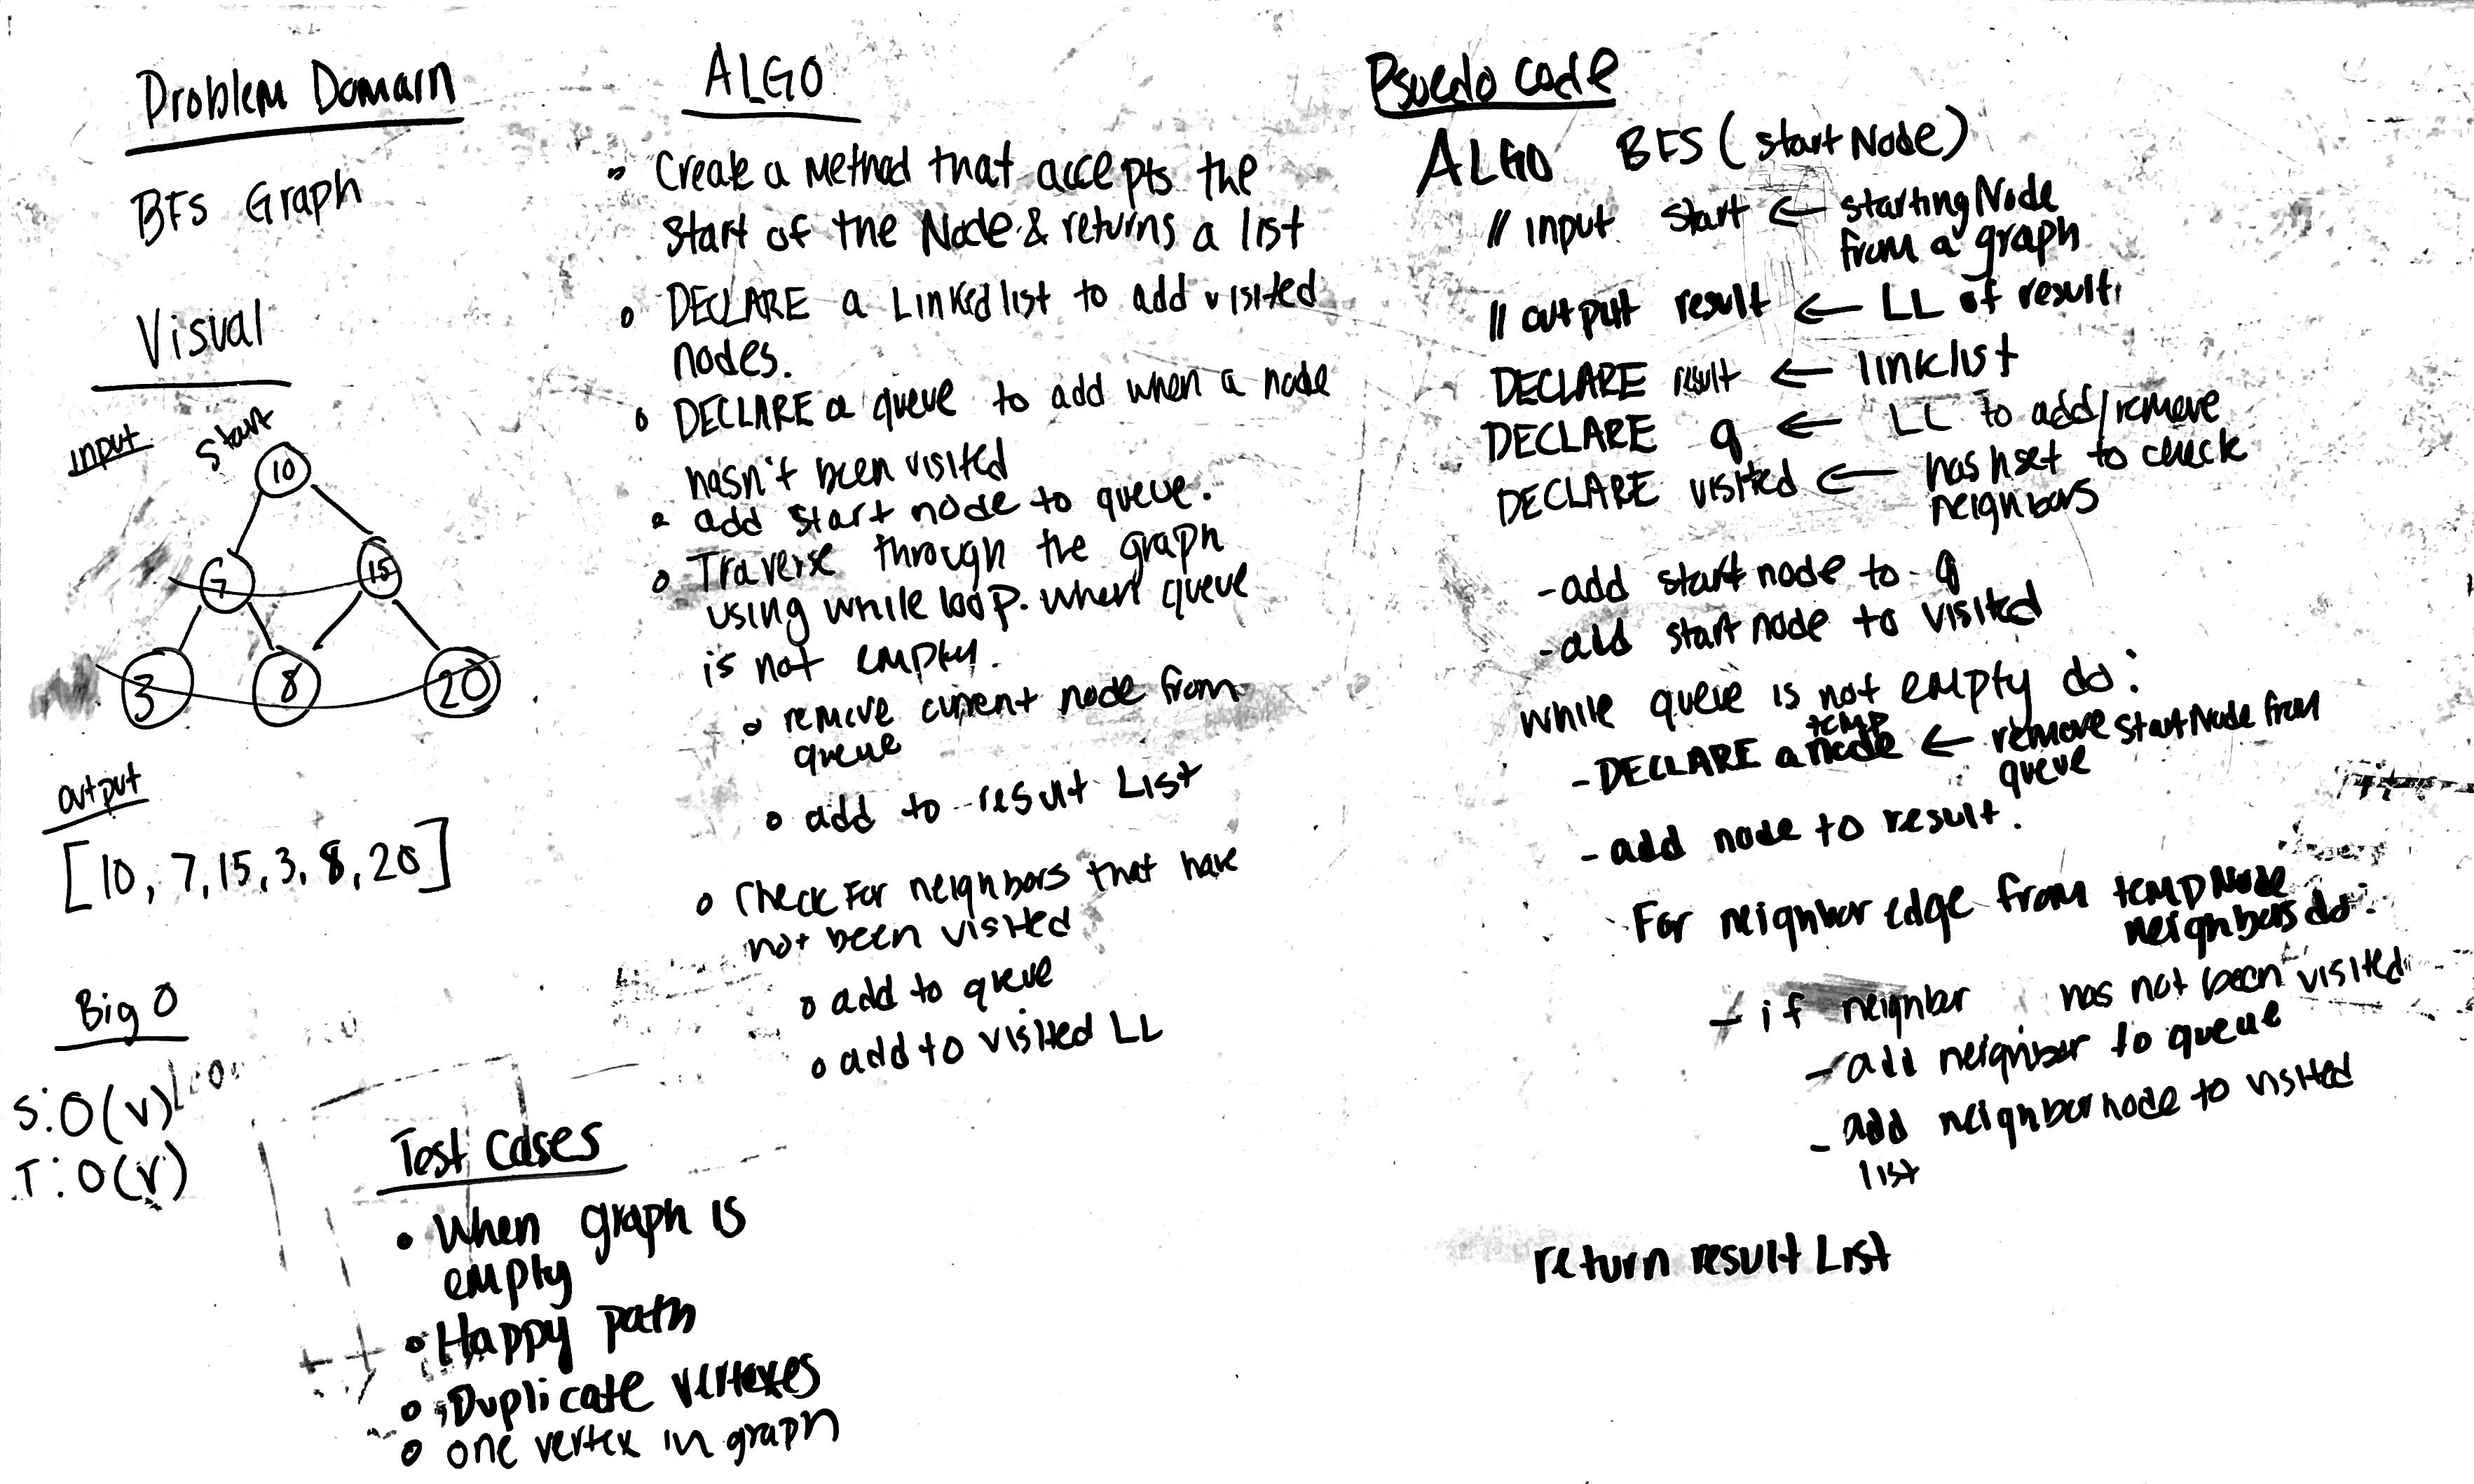 Problem Domain
BFS Graph
Visual
input
start
10
7
15
3
8
20
output
[10, 7, 15, 3, 8, 20]
Big O
S: O(v)
T: O(v)
ALGO
Create a Method that accepts the
Start of the Node & returns a list
DECLARE a Linked list to add visited
nodes.
DECLARE a queue to add when a node
hasn't been visited
add start node to queue.
Traverse through the graph
using while loop. when queue
is not empty.
remove current node from
queue
add to result List
Check For neighbors that have
not been visited
add to queue
add to visited LL
Test Cases
When graph is
empty
Happy path
Duplicate vertexes
one vertex in graph
Psuedo code
ALGO BFS (startNode)
// input start ← startingNode
from a graph
// output result ← LL of result
DECLARE result ← linklist
DECLARE q ← LL to add/remove
DECLARE visited ← hashset to check
neighbors
- add start node to q
- add start node to visited
while queue is not empty do:
- DECLARE a temp node ← remove startNode from
queue
- add node to result.
For neighbor edge from tempNode
neighbors do:
- if neighbor has not been visited
- add neighbor to queue
- add neighbor node to visited
list
return result List